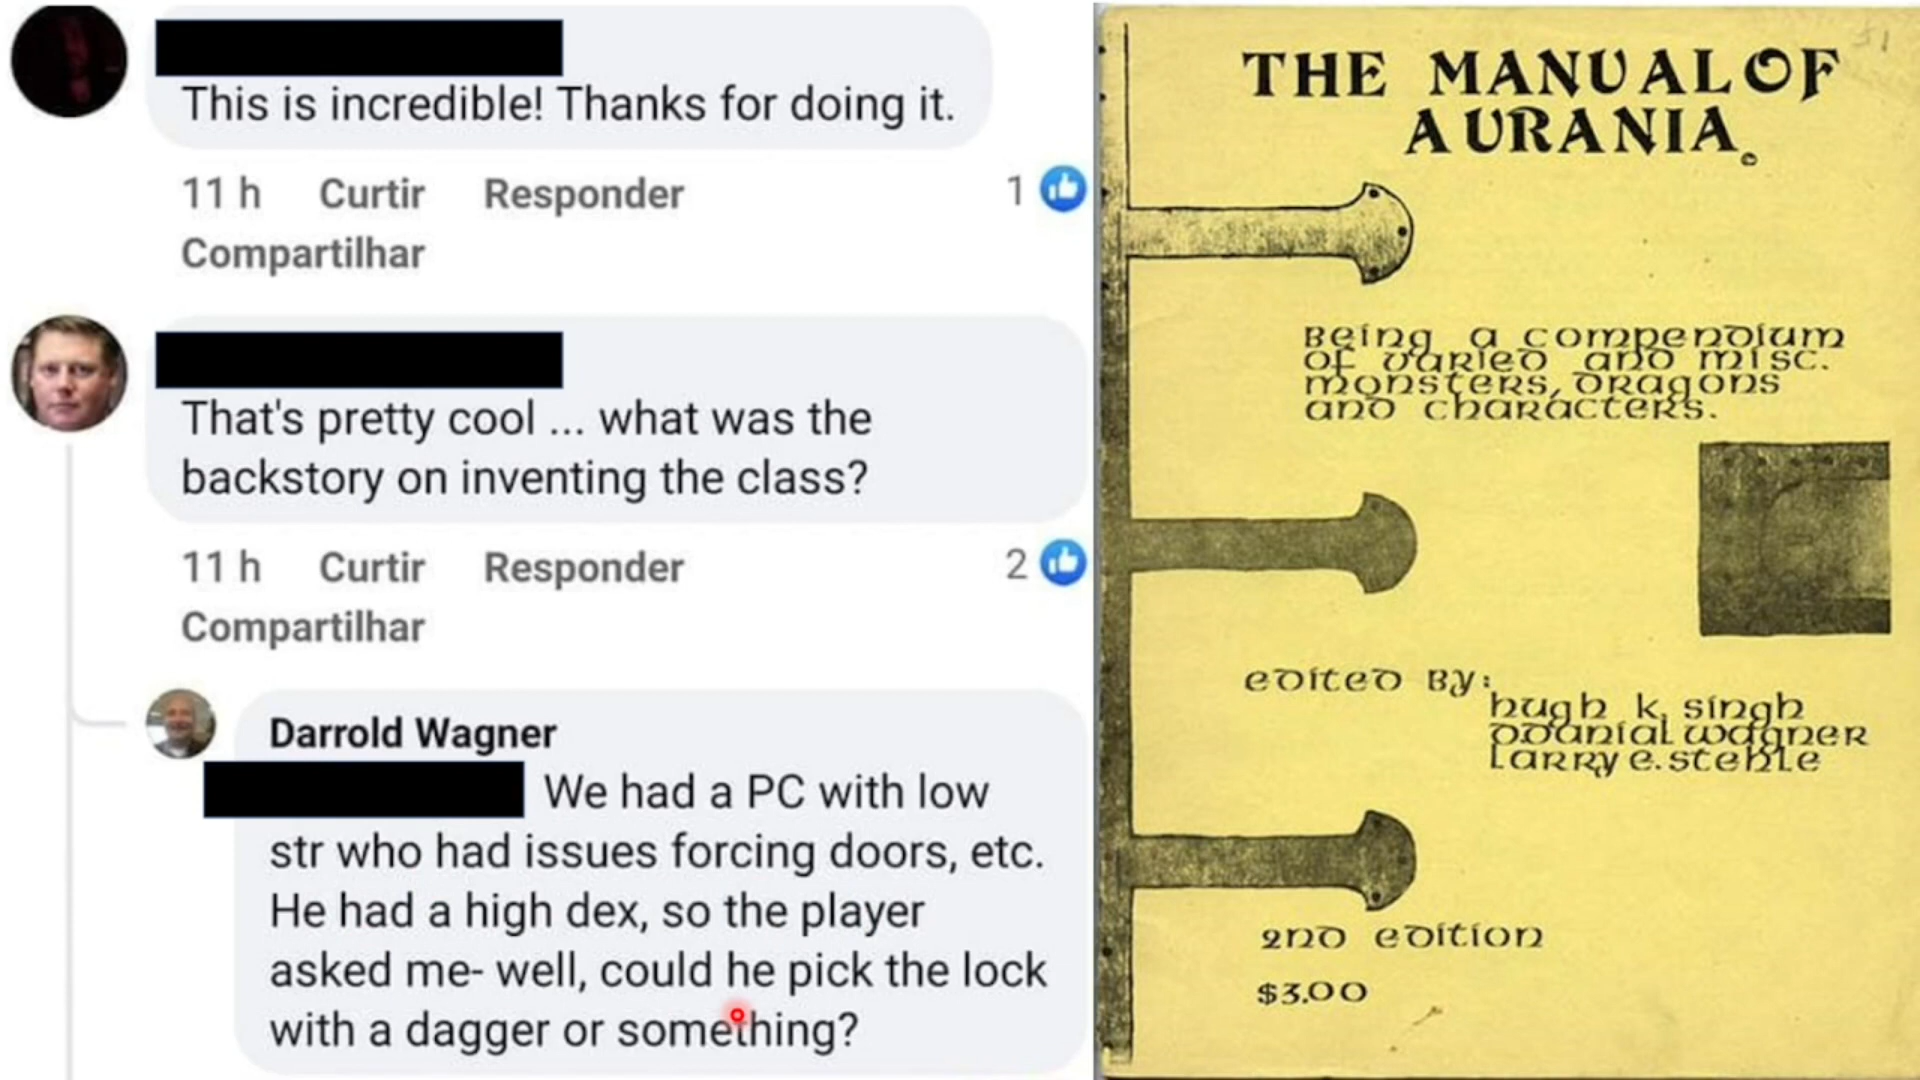 This is incredible! Thanks for doing it.
11 h Curtir Responder 1
Compartilhar
That's pretty cool ... what was the
backstory on inventing the class?
11 h Curtir Responder 2
Compartilhar
Darrold Wagner
We had a PC with low
str who had issues forcing doors, etc.
He had a high dex, so the player
asked me- well, could he pick the lock
with a dagger or something?
THE MANUAL OF
AURANIA
Being a compendium
of varied and misc.
monsters, dragons
and characters.
edited by:
hugh k. singh
ddanial wagner
larry e. stehle
2nd edition
$3.00